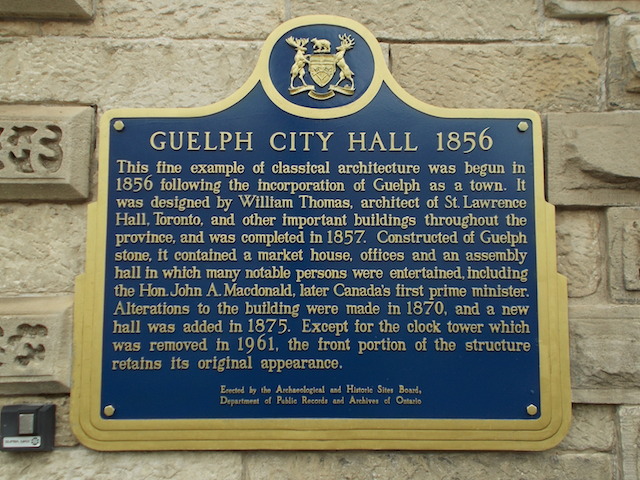 GUELPH CITY HALL 1856
This fine example of classical architecture was begun in
1856 following the incorporation of Guelph as a town. It
was designed by William Thomas, architect of St. Lawrence
Hall, Toronto, and other important buildings throughout the
province, and was completed in 1857. Constructed of Guelph
stone, it contained a market house, offices and an assembly
hall in which many notable persons were entertained, including
the Hon. John A. Macdonald, later Canada's first prime minister.
Alterations to the building were made in 1870, and a new
hall was added in 1875. Except for the clock tower which
was removed in 1961, the front portion of the structure
retains its original appearance.
Erected by the Archaeological and Historic Sites Board,
Department of Public Records and Archives of Ontario